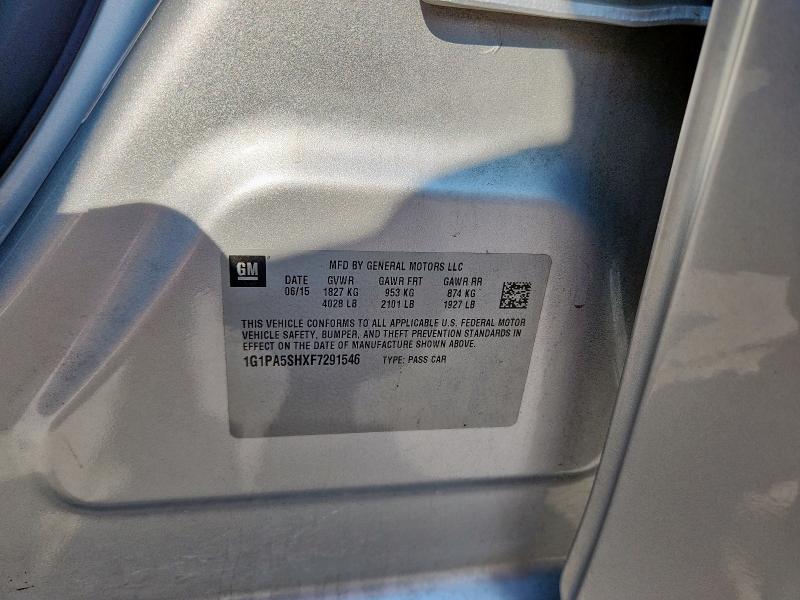 GM
MFD BY GENERAL MOTORS LLC
DATE GVWR GAWR FRT GAWR RR
06/15 1827 KG 953 KG 874 KG
4028 LB 2101 LB 1927 LB
THIS VEHICLE CONFORMS TO ALL APPLICABLE U.S. FEDERAL MOTOR
VEHICLE SAFETY, BUMPER, AND THEFT PREVENTION STANDARDS IN
EFFECT ON THE DATE OF MANUFACTURE SHOWN ABOVE.
1G1PA5SHXF7291546 TYPE: PASS CAR